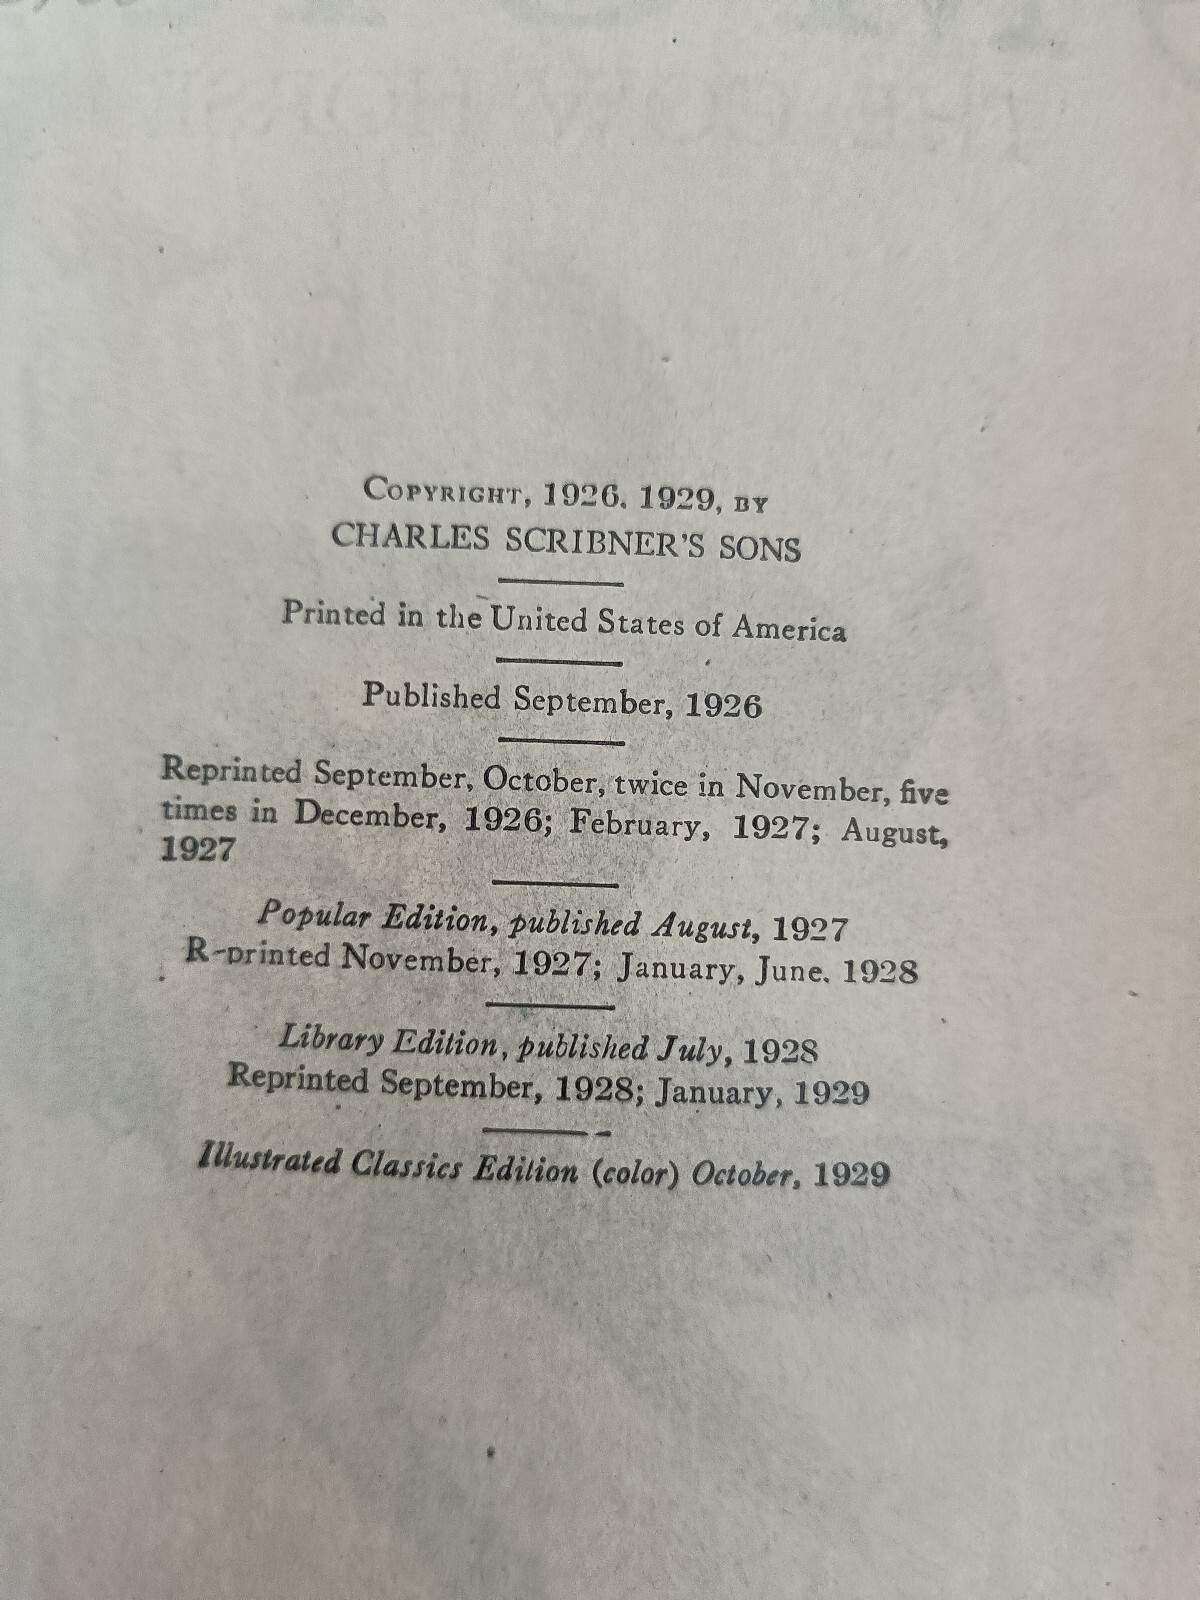 COPYRIGHT, 1926. 1929, BY
CHARLES SCRIBNER'S SONS
Printed in the United States of America
Published September, 1926
Reprinted September, October, twice in November, five
times in December, 1926; February, 1927; August,
1927
Popular Edition, published August, 1927
R-printed November, 1927; January, June. 1928
Library Edition, published July, 1928
Reprinted September, 1928; January, 1929
Illustrated Classics Edition (color) October, 1929